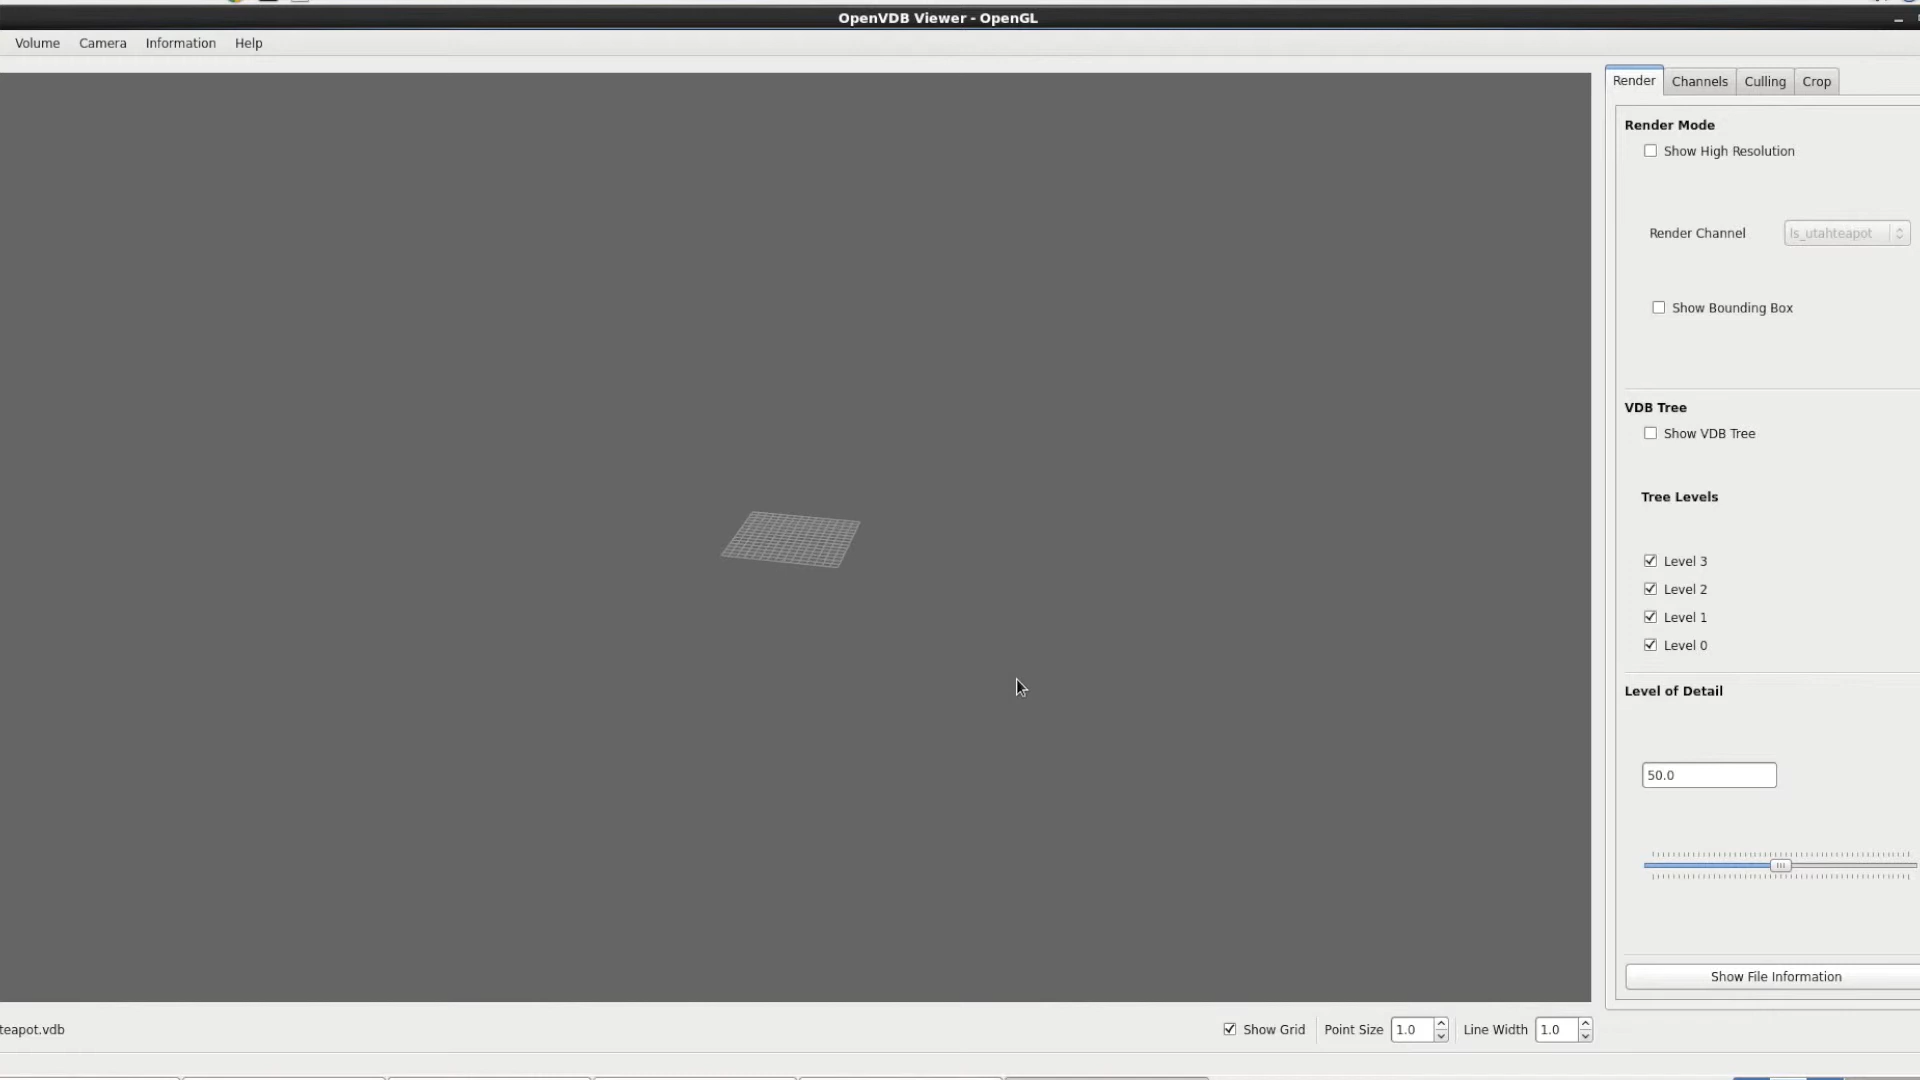 OpenVDB Viewer - OpenGL
Volume Camera Information Help
Render Channels Culling Crop
Render Mode
Show High Resolution
Render Channel ls_utahteapot
Show Bounding Box
VDB Tree
Show VDB Tree
Tree Levels
Level 3
Level 2
Level 1
Level 0
Level of Detail
50.0
Show File Information
teapot.vdb Show Grid Point Size 1.0 Line Width 1.0